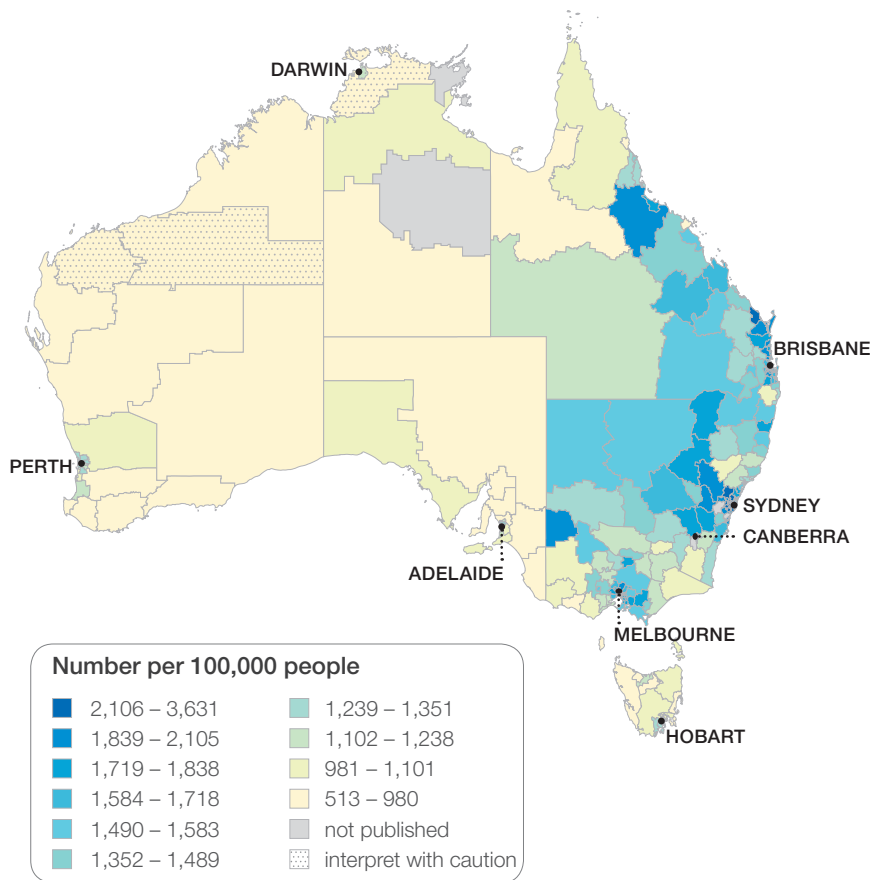 DARWIN
BRISBANE
PERTH
SYDNEY
CANBERRA
ADELAIDE
MELBOURNE
HOBART
Number per 100,000 people
2,106 – 3,631
1,839 – 2,105
1,719 – 1,838
1,584 – 1,718
1,490 – 1,583
1,352 – 1,489
1,239 – 1,351
1,102 – 1,238
981 – 1,101
513 – 980
not published
interpret with caution